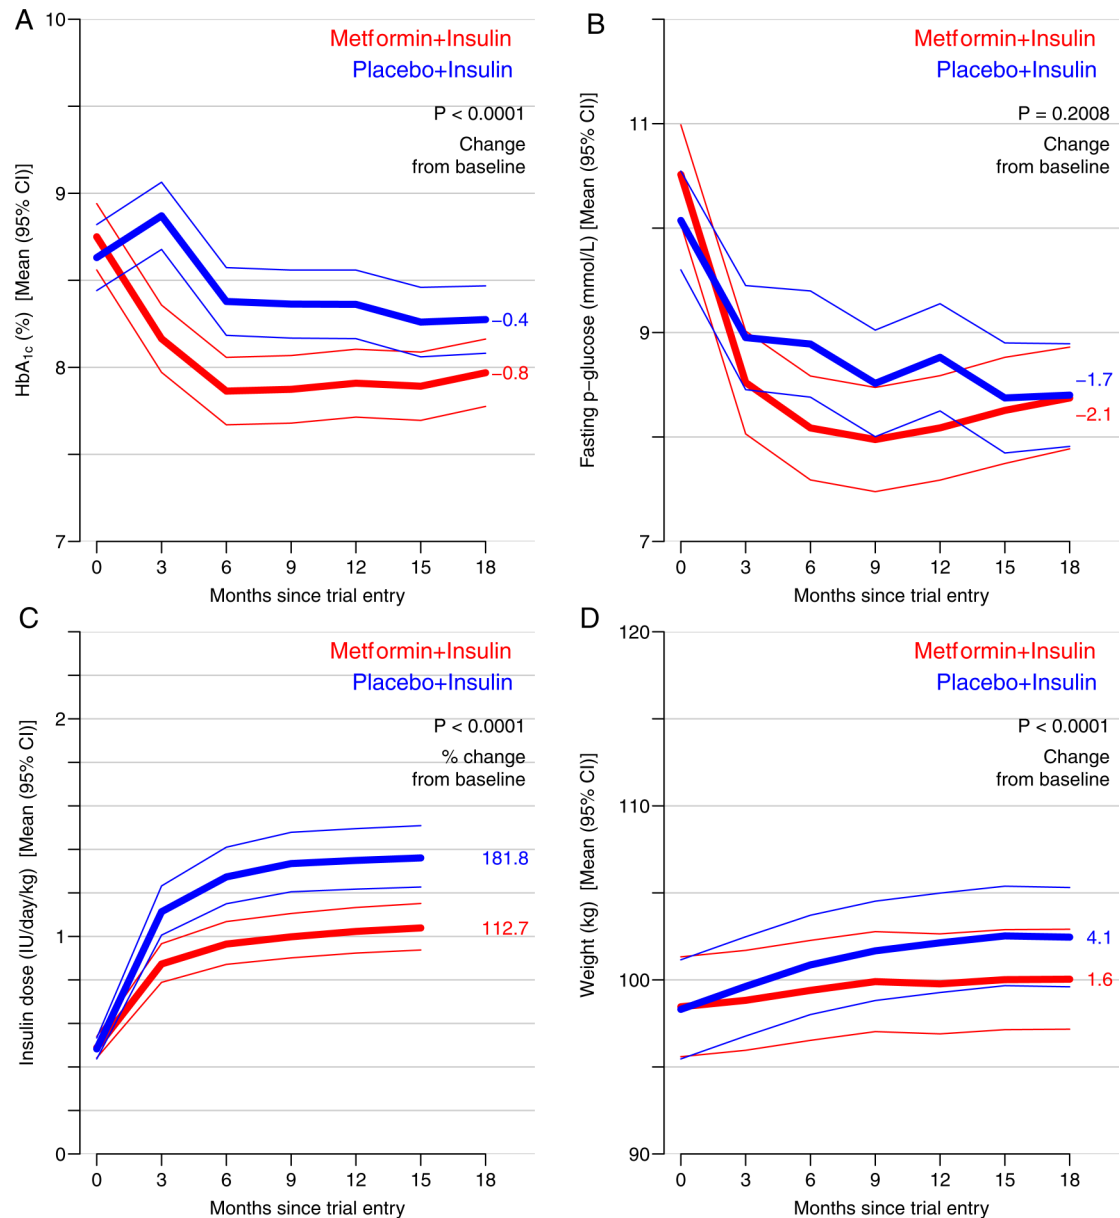 A
10
9
8
7
HbA1c (%) [Mean (95% CI)]
Metformin+Insulin
Placebo+Insulin
P < 0.0001
Change
from baseline
−0.4
−0.8
0 3 6 9 12 15 18
Months since trial entry
B
11
9
7
Fasting p−glucose (mmol/L) [Mean (95% CI)]
Metformin+Insulin
Placebo+Insulin
P = 0.2008
Change
from baseline
−1.7
−2.1
0 3 6 9 12 15 18
Months since trial entry
C
2
1
0
Insulin dose (IU/day/kg) [Mean (95% CI)]
Metformin+Insulin
Placebo+Insulin
P < 0.0001
% change
from baseline
181.8
112.7
0 3 6 9 12 15 18
Months since trial entry
D
120
110
100
90
Weight (kg) [Mean (95% CI)]
Metformin+Insulin
Placebo+Insulin
P < 0.0001
Change
from baseline
4.1
1.6
0 3 6 9 12 15 18
Months since trial entry